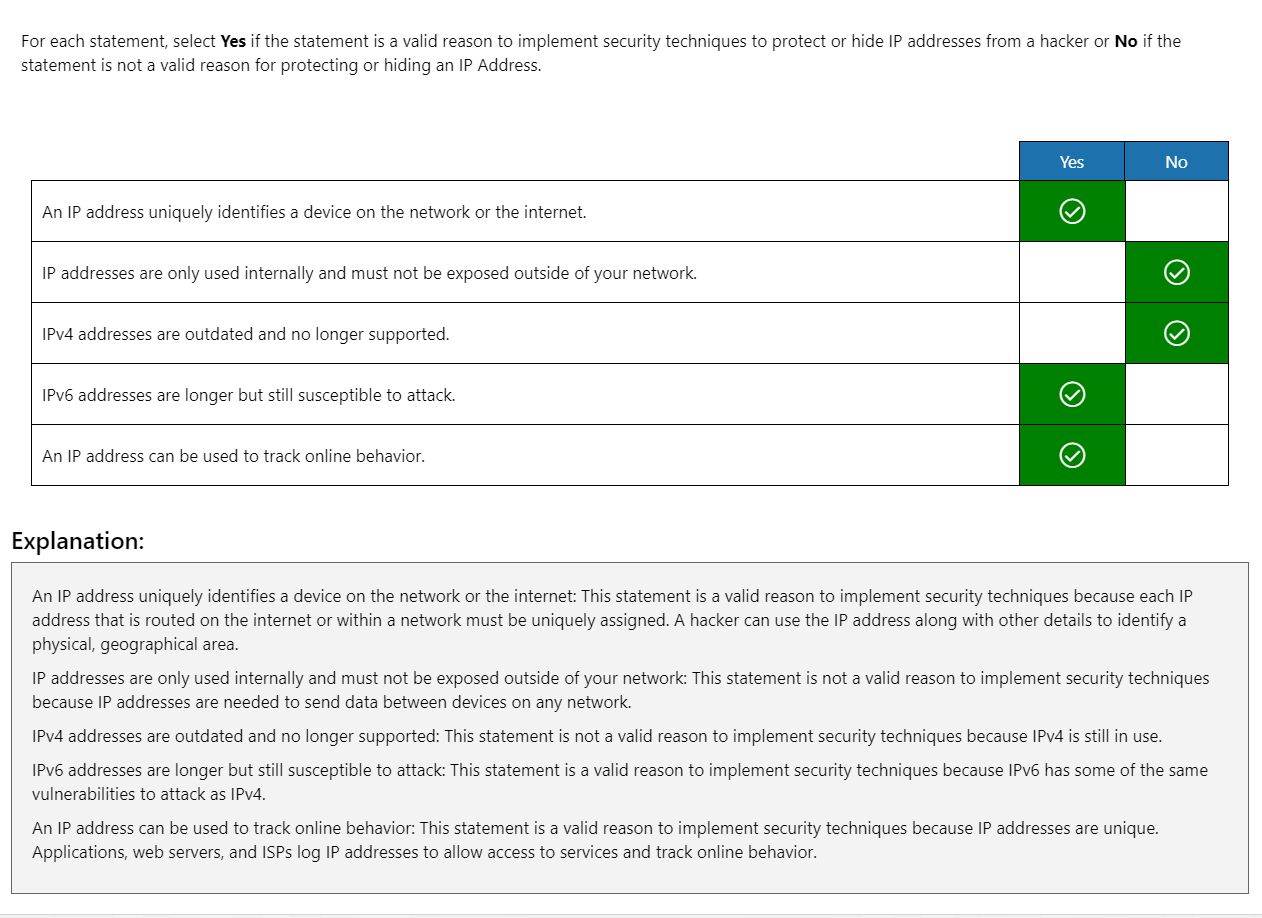 For each statement, select Yes if the statement is a valid reason to implement security techniques to protect or hide IP addresses from a hacker or No if the
statement is not a valid reason for protecting or hiding an IP Address.
Yes No
An IP address uniquely identifies a device on the network or the internet.
IP addresses are only used internally and must not be exposed outside of your network.
IPv4 addresses are outdated and no longer supported.
IPv6 addresses are longer but still susceptible to attack.
An IP address can be used to track online behavior.
Explanation:
An IP address uniquely identifies a device on the network or the internet: This statement is a valid reason to implement security techniques because each IP
address that is routed on the internet or within a network must be uniquely assigned. A hacker can use the IP address along with other details to identify a
physical, geographical area.
IP addresses are only used internally and must not be exposed outside of your network: This statement is not a valid reason to implement security techniques
because IP addresses are needed to send data between devices on any network.
IPv4 addresses are outdated and no longer supported: This statement is not a valid reason to implement security techniques because IPv4 is still in use.
IPv6 addresses are longer but still susceptible to attack: This statement is a valid reason to implement security techniques because IPv6 has some of the same
vulnerabilities to attack as IPv4.
An IP address can be used to track online behavior: This statement is a valid reason to implement security techniques because IP addresses are unique.
Applications, web servers, and ISPs log IP addresses to allow access to services and track online behavior.